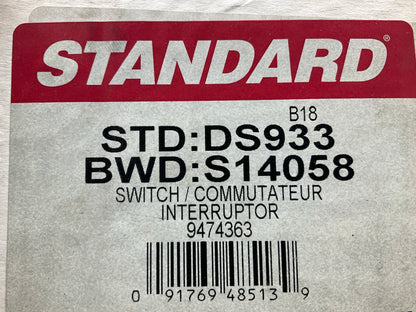 STANDARD®
B18
STD:DS933
BWD:S14058
SWITCH / COMMUTATEUR
INTERRUPTOR
9474363
0 91769 48513 9